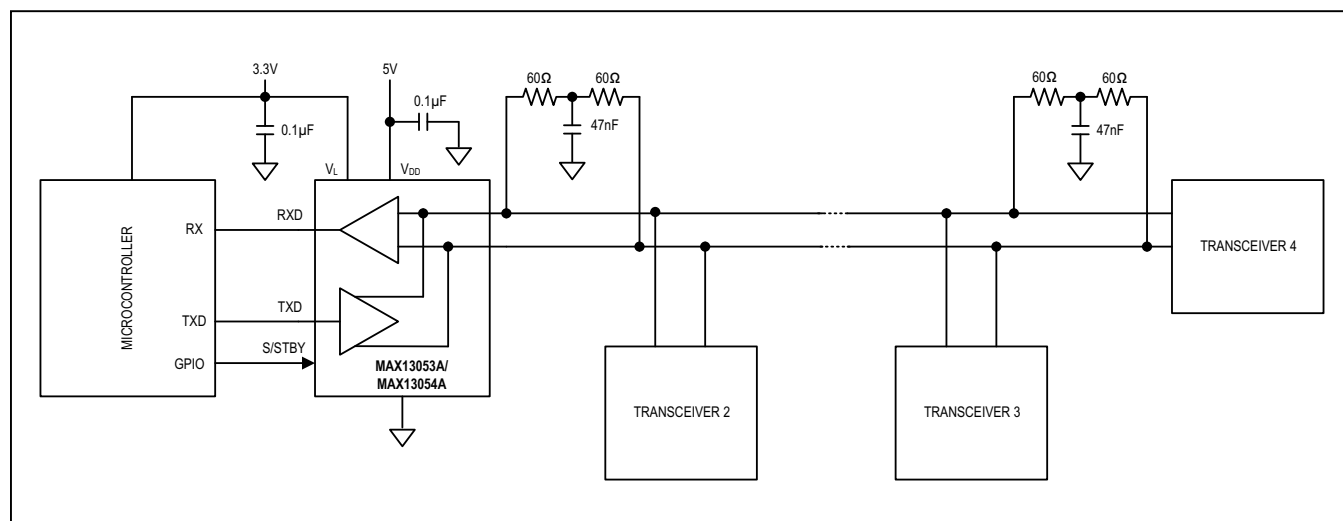 3.3V
5V
60Ω
60Ω
60Ω
60Ω
0.1µF
0.1µF
47nF
47nF
VL
VDD
RX
RXD
MICROCONTROLLER
TRANSCEIVER 4
TXD
TXD
GPIO
S/STBY
MAX13053A/
MAX13054A
TRANSCEIVER 2
TRANSCEIVER 3